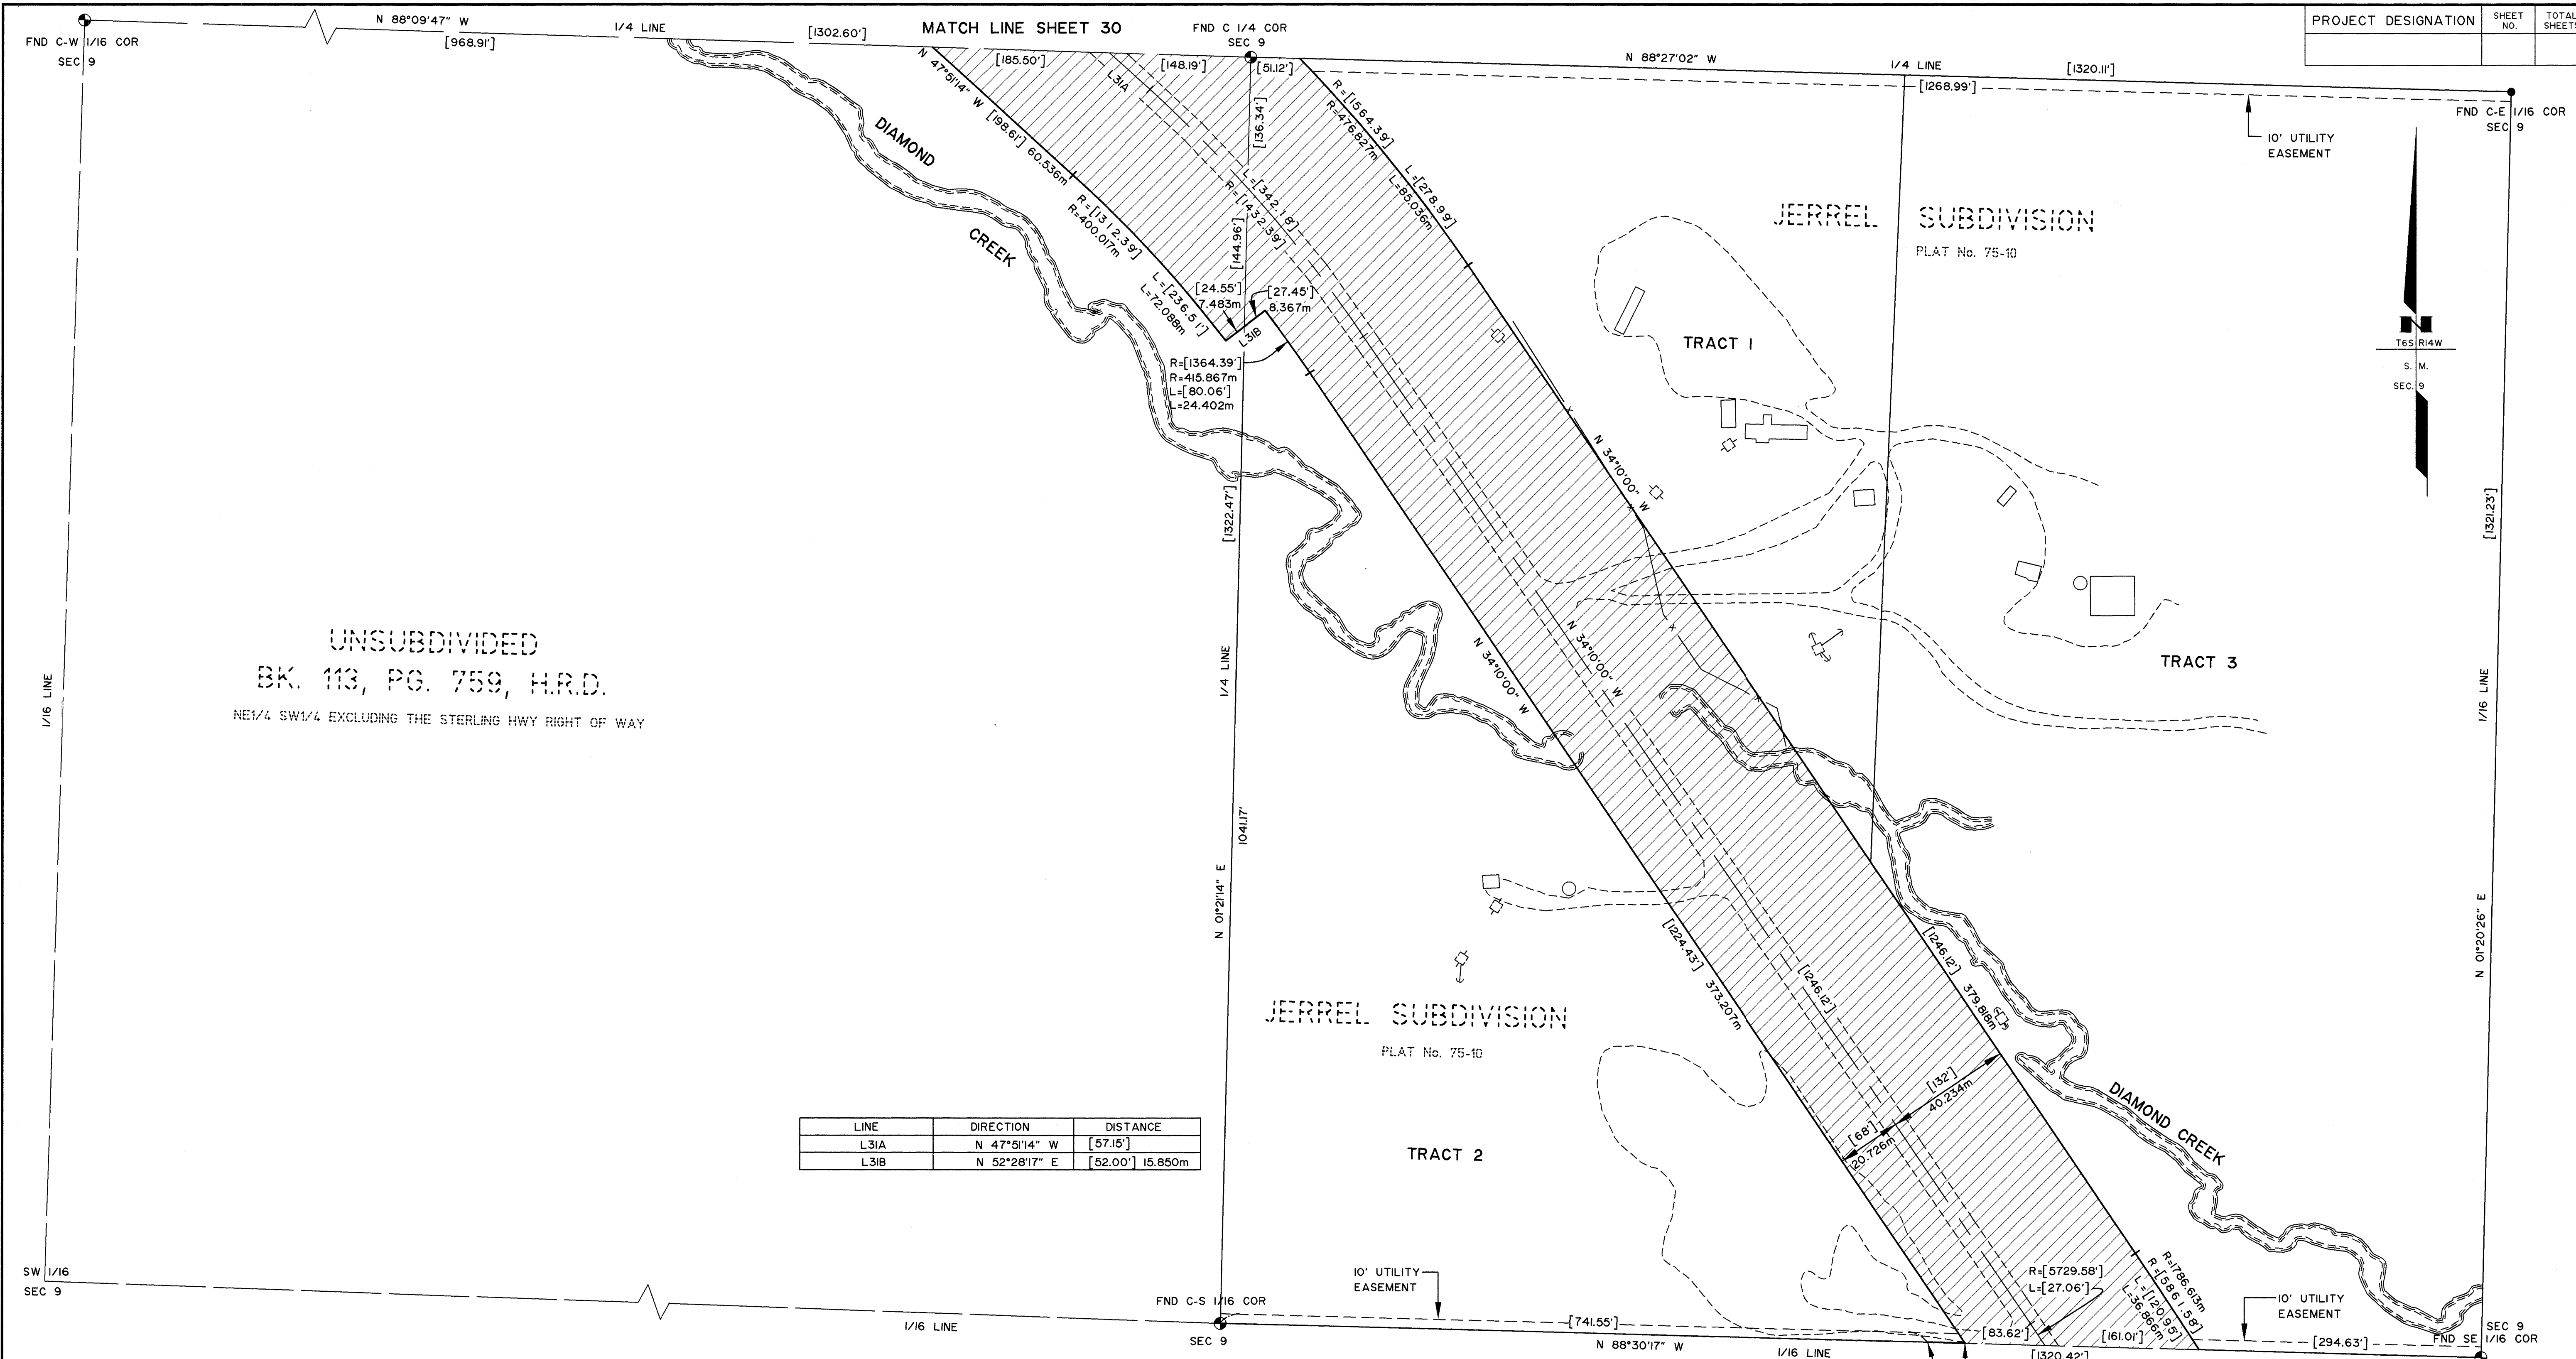 N 88°09'47" W
1/4 LINE
[1302.60']
MATCH LINE SHEET 30
FND C 1/4 COR
SEC 9
PROJECT DESIGNATION
SHEET NO.
TOTAL SHEETS
FND C-W 1/16 COR
SEC 9
[968.91']
[185.50']
[148.19']
[51.12']
N 88°27'02" W
1/4 LINE
[1320.11']
[1268.99']
FND C-E 1/16 COR
SEC 9
10' UTILITY
EASEMENT
N 47°51'14" W
[198.61'] 60.536m
L31A
[136.34']
R=[1564.39']
R=476.827m
L=[278.99']
L=85.036m
DIAMOND
CREEK
R=[1312.39']
R=400.017m
L=[236.51']
L=72.088m
L=[342.18']
R=[1432.39']
[144.96']
[24.55']
7.483m
[27.45']
8.367m
L31B
R=[1364.39']
R=415.867m
L=[80.06']
L=24.402m
JERREL SUBDIVISION
PLAT No. 75-10
TRACT 1
N
T6S R14W
S. M.
SEC. 9
N 34°10'00" W
[1322.47']
[1321.23']
UNSUBDIVIDED
BK. 113, PG. 759, H.R.D.
NE1/4 SW1/4 EXCLUDING THE STERLING HWY RIGHT OF WAY
1/16 LINE
1/4 LINE
N 34°10'00" W
N 34°10'00" W
TRACT 3
1/16 LINE
1041.17'
N 01°21'14" E
N 01°20'26" E
[1224.43']
373.207m
[1246.12']
[1246.12']
379.818m
JERREL SUBDIVISION
PLAT No. 75-10
TRACT 2
[132']
40.234m
[68']
20.726m
DIAMOND CREEK
LINE DIRECTION DISTANCE
L31A N 47°51'14" W [57.15']
L31B N 52°28'17" E [52.00'] 15.850m
SW 1/16
SEC 9
1/16 LINE
FND C-S 1/16 COR
SEC 9
10' UTILITY
EASEMENT
[741.55']
N 88°30'17" W
1/16 LINE
R=[5729.58']
L=[27.06']
[83.62']
[161.01']
[1320.42']
R=1786.613m
R=[5861.58']
L=[120.95']
L=36.866m
10' UTILITY
EASEMENT
[294.63']
SEC 9
FND SE 1/16 COR